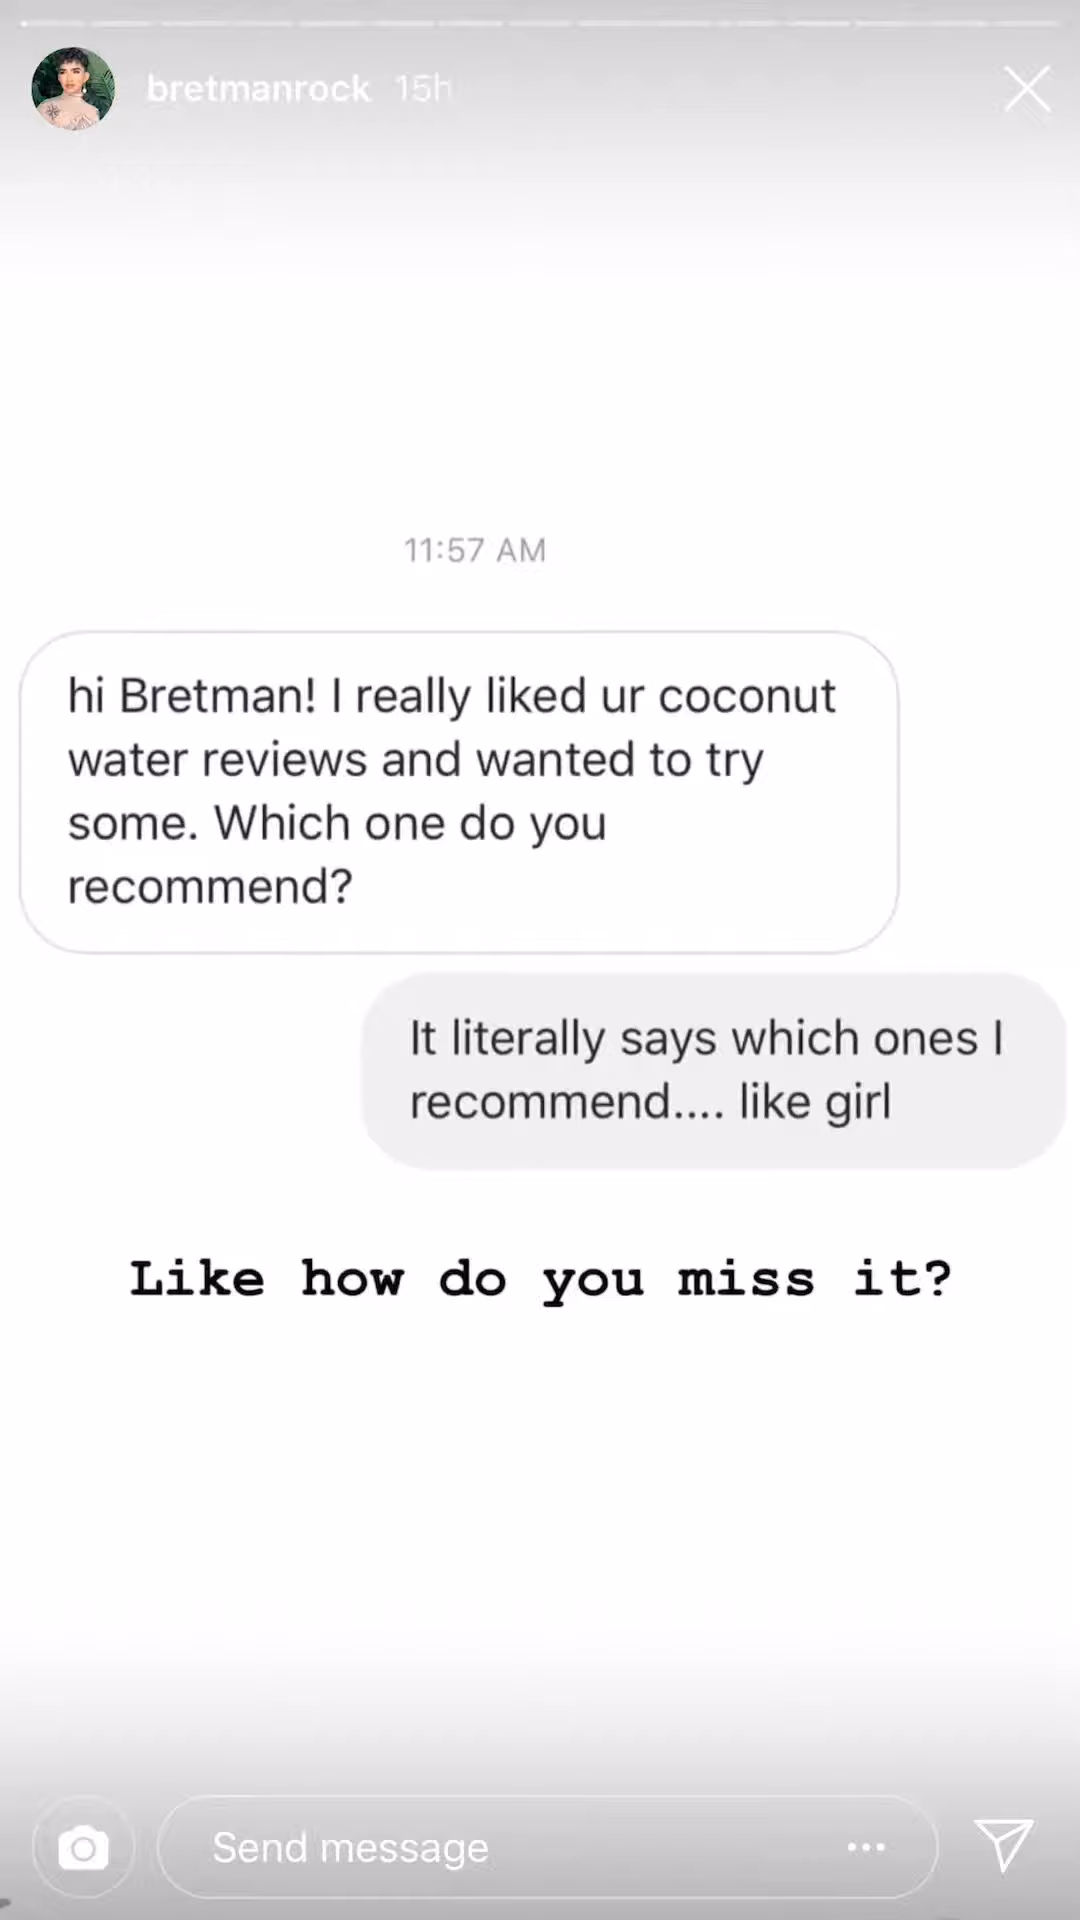 bretmanrock 15h
11:57 AM
hi Bretman! I really liked ur coconut
water reviews and wanted to try
some. Which one do you
recommend?
It literally says which ones I
recommend.... like girl
Like how do you miss it?
Send message